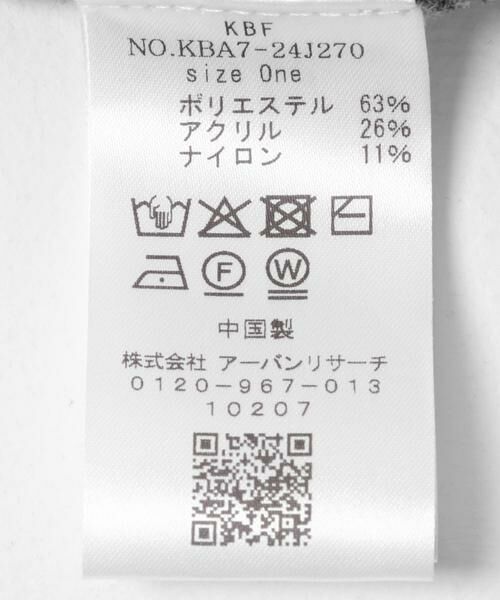 KBF
NO.KBA7-24J270
size One
ポリエステル 63%
アクリル 26%
ナイロン 11%
F W
中国製
株式会社 アーバンリサーチ
0120-967-013
10207